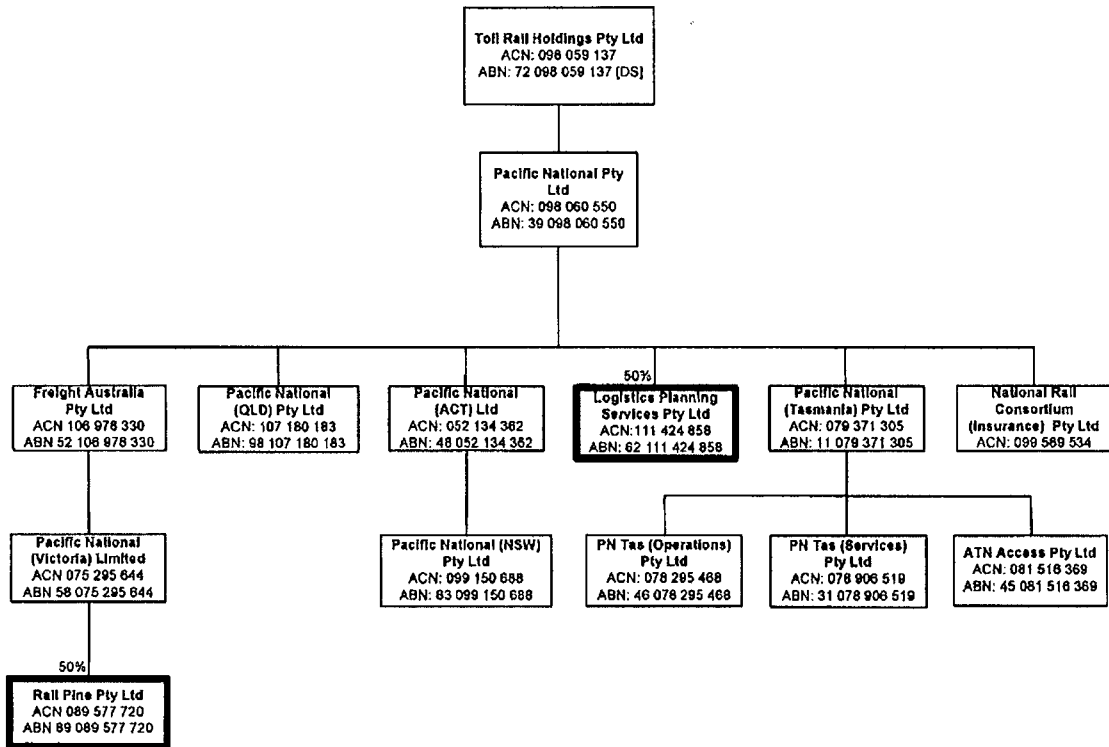 Toll Rail Holdings Pty Ltd
ACN: 098 059 137
ABN: 72 098 059 137 [DS]
Pacific National Pty
Ltd
ACN: 098 060 550
ABN: 39 098 060 550
Freight Australia
Pty Ltd
ACN 106 978 330
ABN 52 106 978 330
Pacific National
(QLD) Pty Ltd
ACN: 107 180 183
ABN: 98 107 180 183
Pacific National
(ACT) Ltd
ACN: 052 134 362
ABN: 48 052 134 362
50%
Logistics Planning
Services Pty Ltd
ACN:111 424 858
ABN: 62 111 424 858
Pacific National
(Tasmania) Pty Ltd
ACN: 079 371 305
ABN: 11 079 371 305
National Rail
Consortium
(Insurance) Pty Ltd
ACN: 099 569 534
Pacific National
(Victoria) Limited
ACN 075 295 644
ABN 58 075 295 644
Pacific National (NSW)
Pty Ltd
ACN: 099 150 688
ABN: 83 099 150 688
PN Tas (Operations)
Pty Ltd
ACN: 078 295 468
ABN: 46 078 295 468
PN Tas (Services)
Pty Ltd
ACN: 078 906 519
ABN: 31 078 906 519
ATN Access Pty Ltd
ACN: 081 516 369
ABN: 45 081 516 369
50%
Rail Pine Pty Ltd
ACN 089 577 720
ABN 89 089 577 720